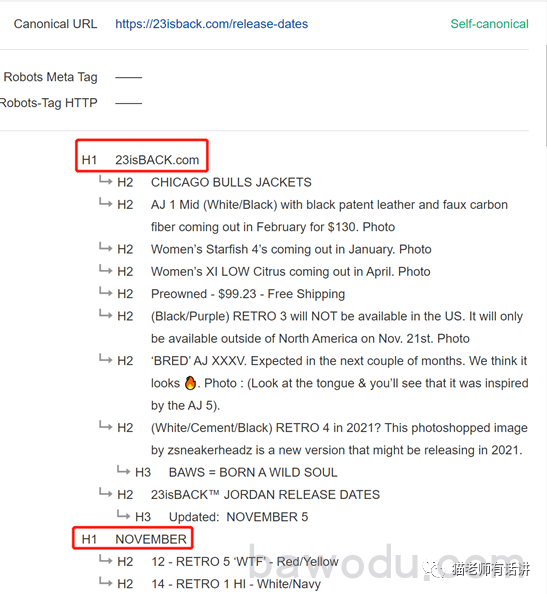 Canonical URL https://23isback.com/release-dates Self-canonical
Robots Meta Tag ——
Robots-Tag HTTP ——
H1 23isBACK.com
H2 CHICAGO BULLS JACKETS
H2 AJ 1 Mid (White/Black) with black patent leather and faux carbon
fiber coming out in February for $130. Photo
H2 Women's Starfish 4's coming out in January. Photo
H2 Women's XI LOW Citrus coming out in April. Photo
H2 Preowned - $99.23 - Free Shipping
H2 (Black/Purple) RETRO 3 will NOT be available in the US. It will only
be available outside of North America on Nov. 21st. Photo
H2 ‘BRED’ AJ XXXV. Expected in the next couple of months. We think it
looks 🔥. Photo : (Look at the tongue & you'll see that it was inspired
by the AJ 5).
H2 (White/Cement/Black) RETRO 4 in 2021? This photoshopped image
by zsneakerheadz is a new version that might be releasing in 2021.
H3 BAWS = BORN A WILD SOUL
H2 23isBACK™ JORDAN RELEASE DATES
H3 Updated: NOVEMBER 5
H1 NOVEMBER
H2 12 - RETRO 5 ‘WTF’ - Red/Yellow
H2 14 - RETRO 1 HI - White/Navy
bawodu.com
猫老师有话讲